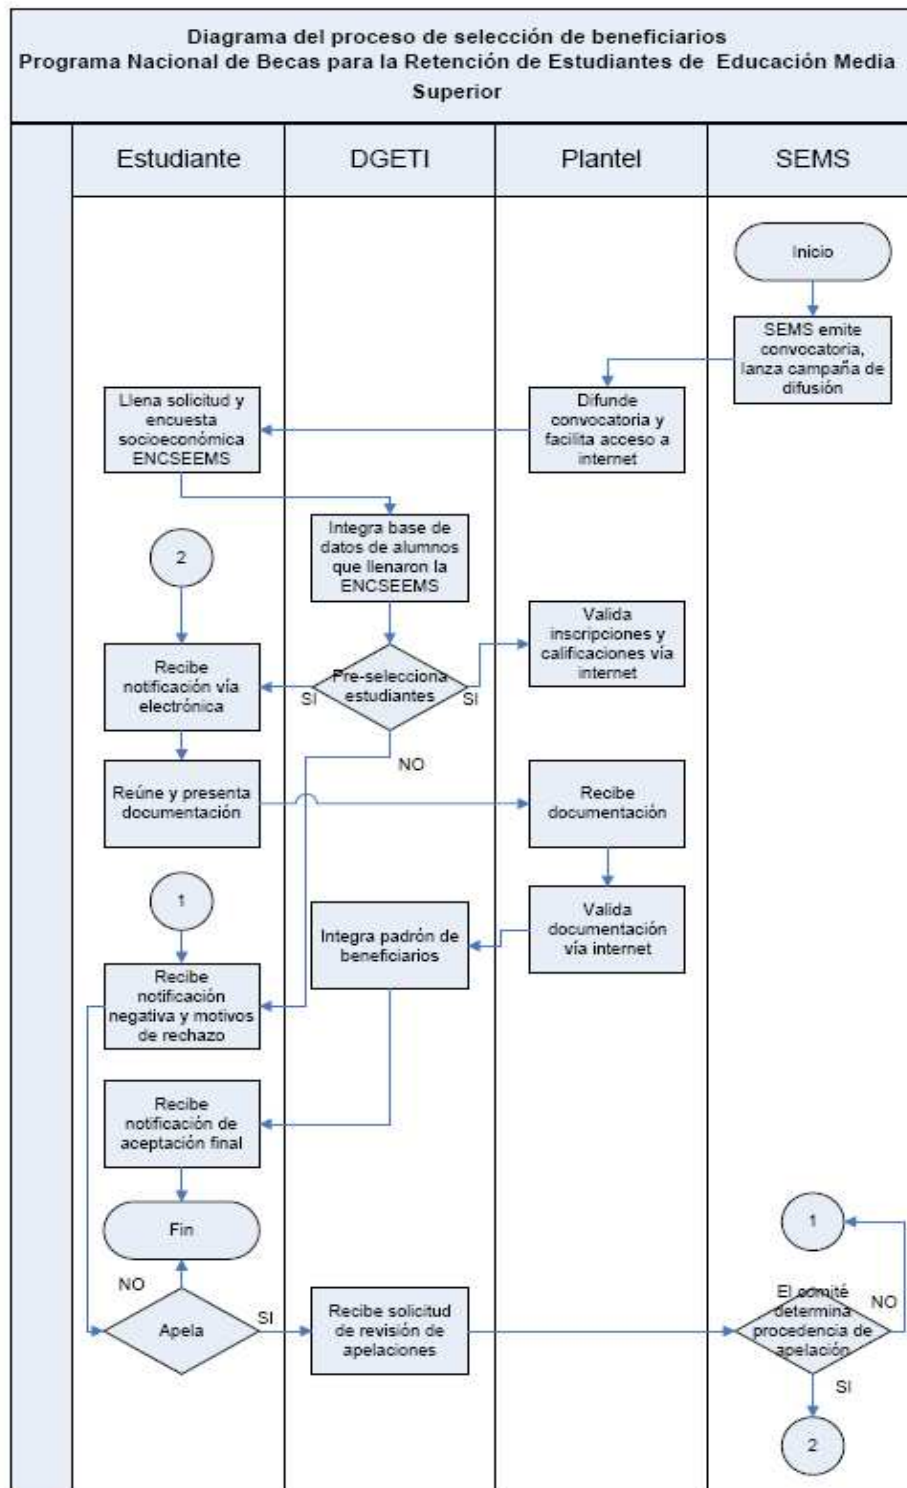 Diagrama del proceso de selección de beneficiarios
Programa Nacional de Becas para la Retención de Estudiantes de Educación Media
Superior
Estudiante
DGETI
Plantel
SEMS
Inicio
SEMS emite
convocatoria,
lanza campaña de
difusión
Difunde
convocatoria y
facilita acceso a
internet
Llena solicitud y
encuesta
socioeconómica
ENCSEEMS
Integra base de
datos de alumnos
que llenaron la
ENCSEEMS
2
Valida
inscripciones y
calificaciones vía
internet
Pre-selecciona
estudiantes
SI
SI
NO
Recibe
notificación vía
electrónica
Reúne y presenta
documentación
Recibe
documentación
1
Valida
documentación
vía internet
Integra padrón de
beneficiarios
Recibe
notificación
negativa y motivos
de rechazo
Recibe
notificación de
aceptación final
Fin
NO
Apela
SI
Recibe solicitud
de revisión de
apelaciones
1
El comité
determina
procedencia de
apelación
NO
SI
2